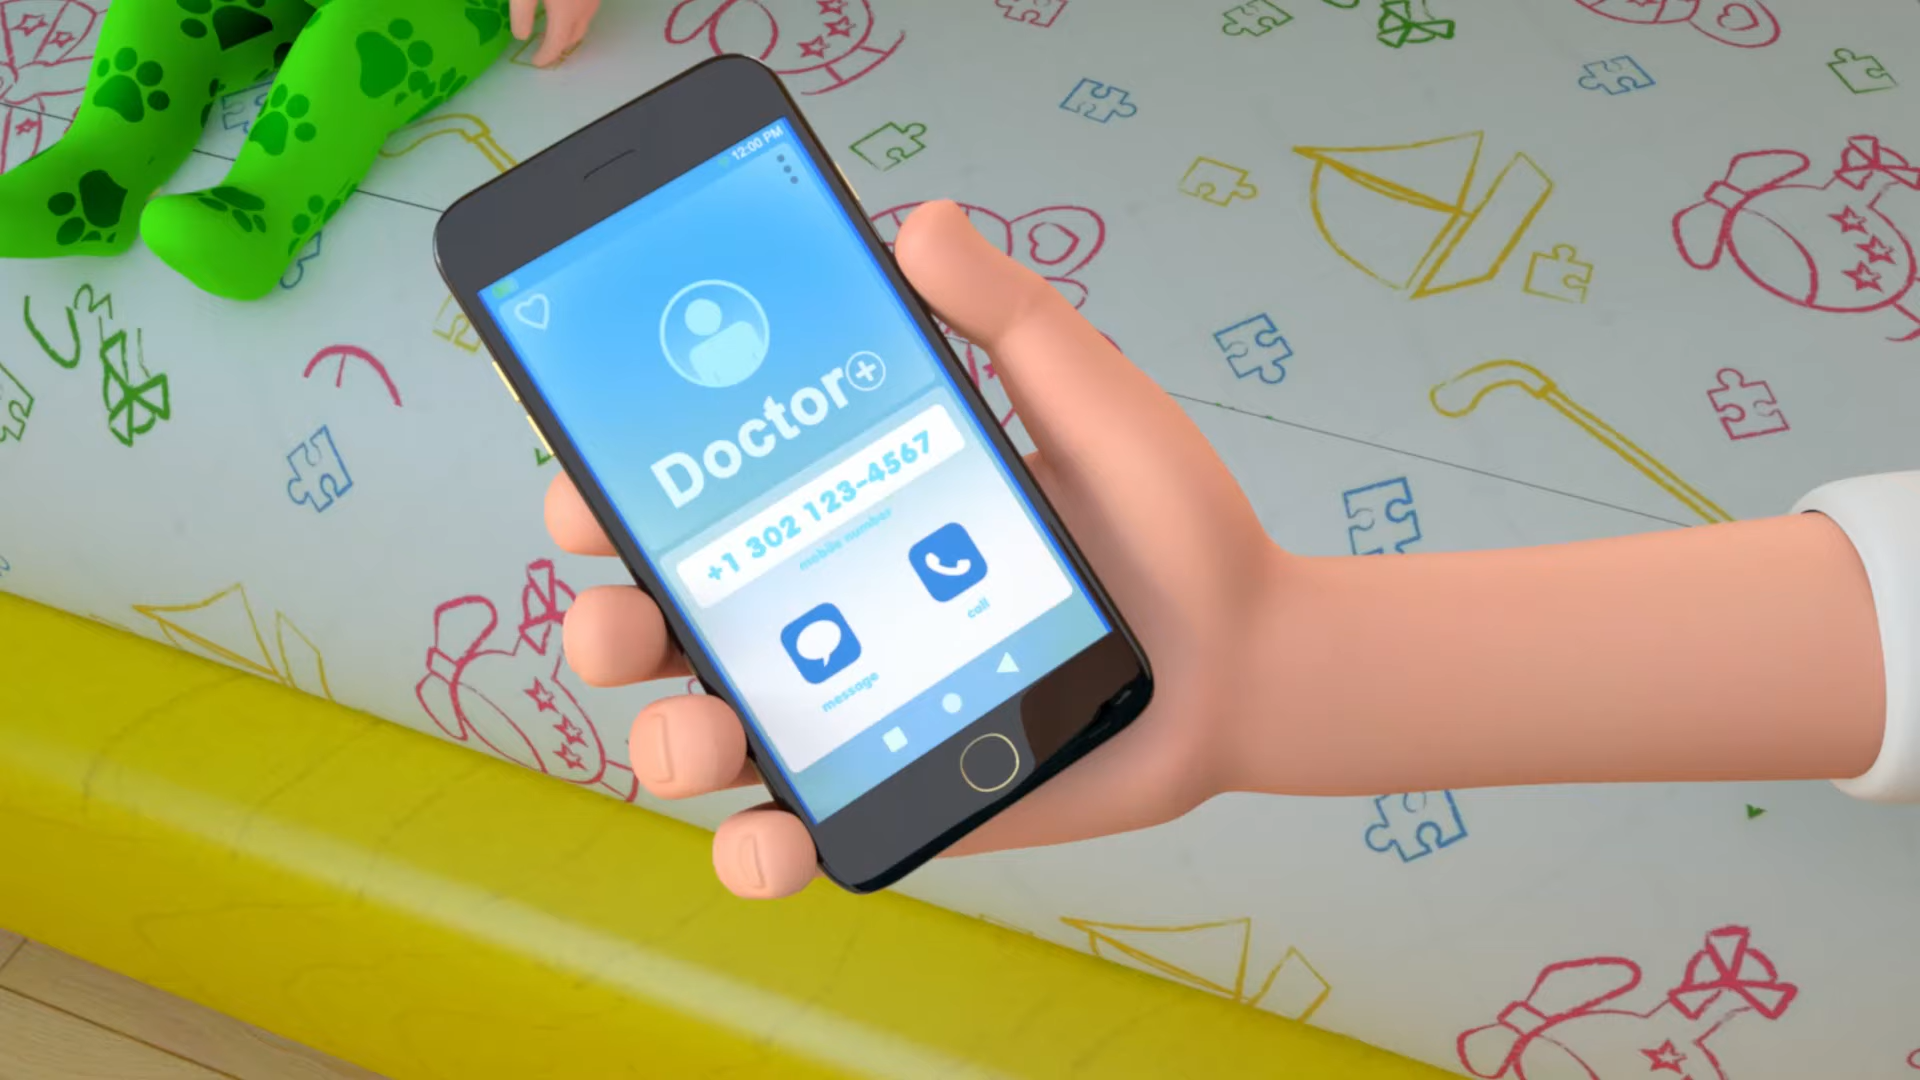 12:00 PM
Doctor
+1 302 123-4567
mobile number
message
call